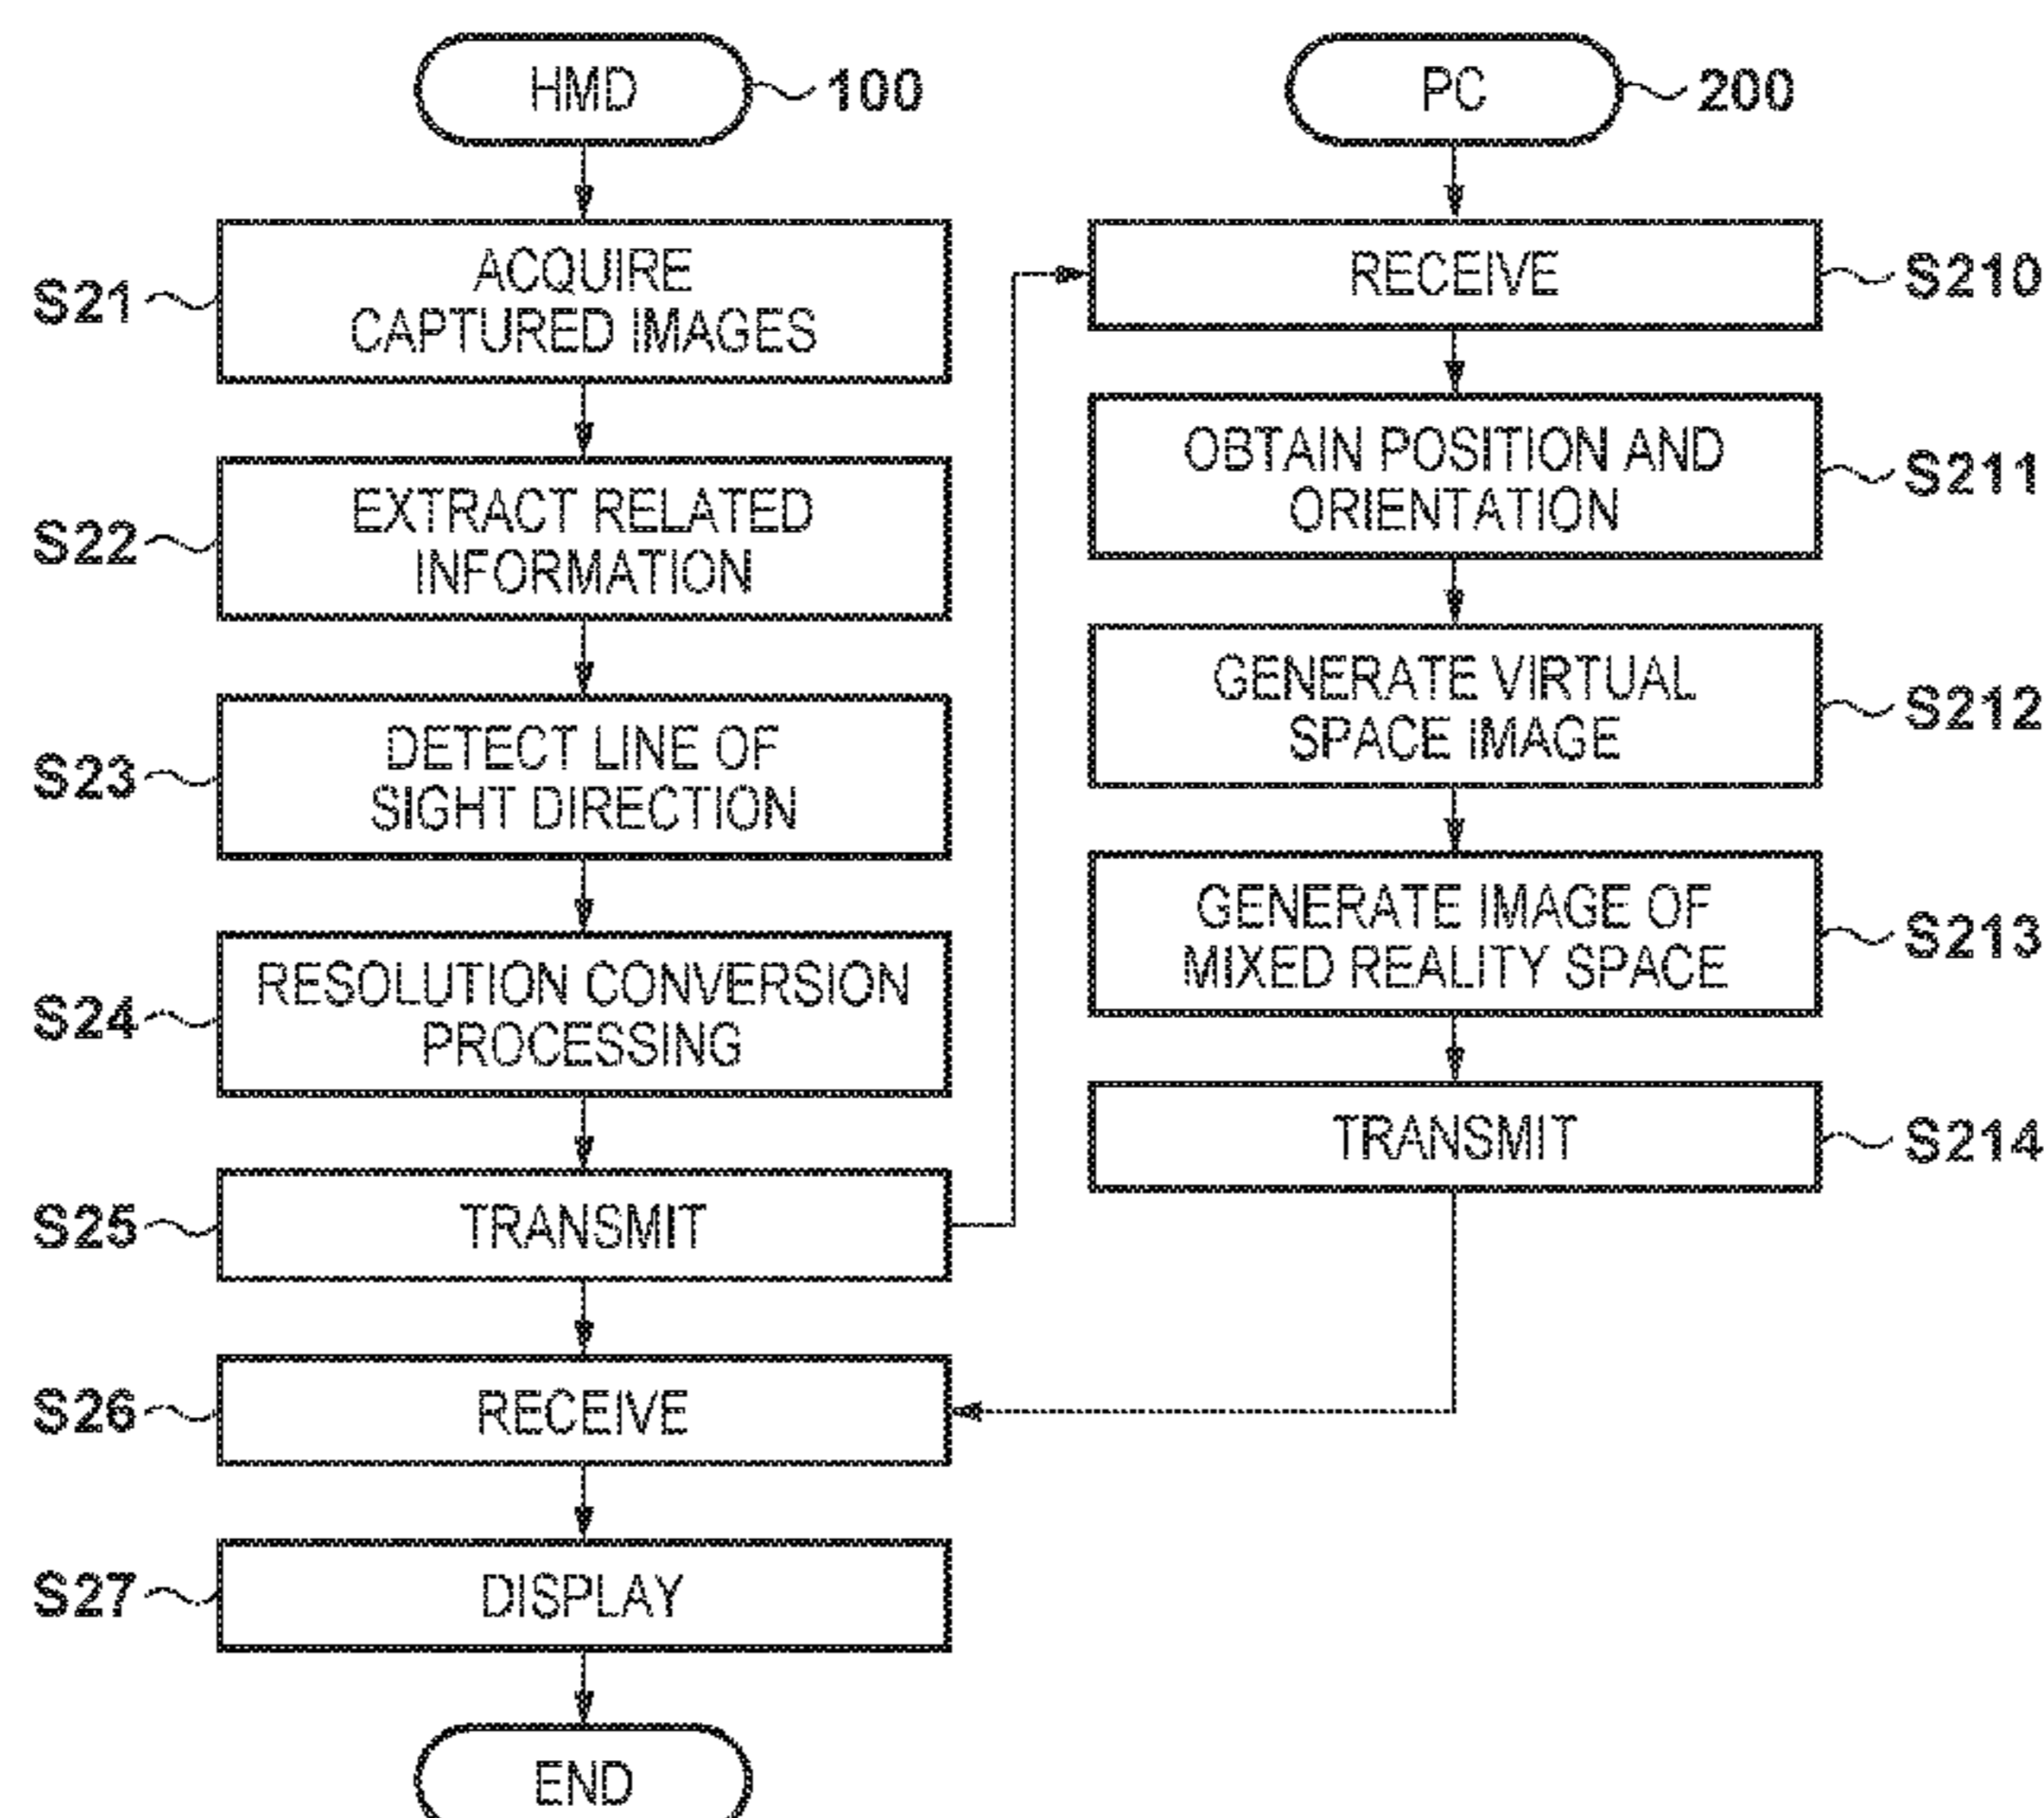 HMD
100
S21
ACQUIRE
CAPTURED IMAGES
S22
EXTRACT RELATED
INFORMATION
S23
DETECT LINE OF
SIGHT DIRECTION
S24
RESOLUTION CONVERSION
PROCESSING
S25
TRANSMIT
S26
RECEIVE
S27
DISPLAY
END
PC
200
RECEIVE
S210
OBTAIN POSITION AND
ORIENTATION
S211
GENERATE VIRTUAL
SPACE IMAGE
S212
GENERATE IMAGE OF
MIXED REALITY SPACE
S213
TRANSMIT
S214